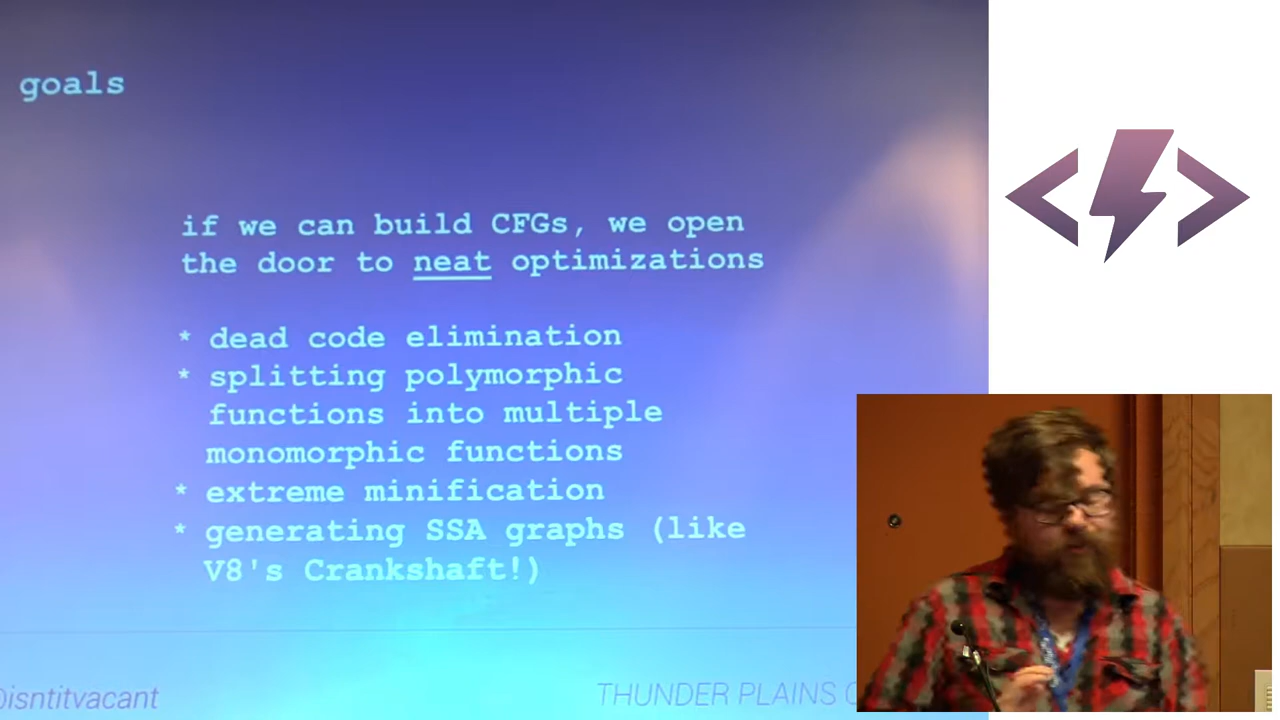 goals
if we can build CFGs, we open
the door to neat optimizations
* dead code elimination
* splitting polymorphic
functions into multiple
monomorphic functions
* extreme minification
* generating SSA graphs (like
V8's Crankshaft!)
@isntitvacant
THUNDER PLAINS